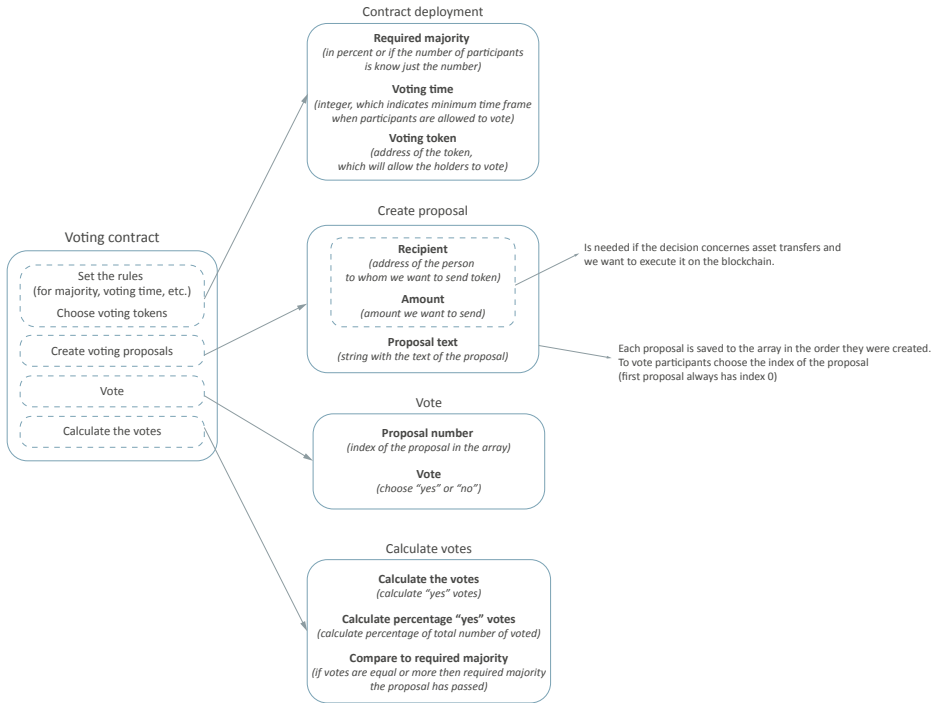 Contract deployment
Required majority
(in percent or if the number of participants
is know just the number)
Voting time
(integer, which indicates minimum time frame
when participants are allowed to vote)
Voting token
(address of the token,
which will allow the holders to vote)
Voting contract
Set the rules
(for majority, voting time, etc.)
Choose voting tokens
Create voting proposals
Vote
Calculate the votes
Create proposal
Recipient
(address of the person
to whom we want to send token)
Amount
(amount we want to send)
Proposal text
(string with the text of the proposal)
Is needed if the decision concernes asset transfers and
we want to execute it on the blockchain.
Each proposal is saved to the array in the order they were created.
To vote participants choose the index of the proposal
(first proposal always has index 0)
Vote
Proposal number
(index of the proposal in the array)
Vote
(choose “yes” or “no”)
Calculate votes
Calculate the votes
(calculate “yes” votes)
Calculate percentage “yes” votes
(calculate percentage of total number of voted)
Compare to required majority
(if votes are equal or more then required majority
the proposal has passed)